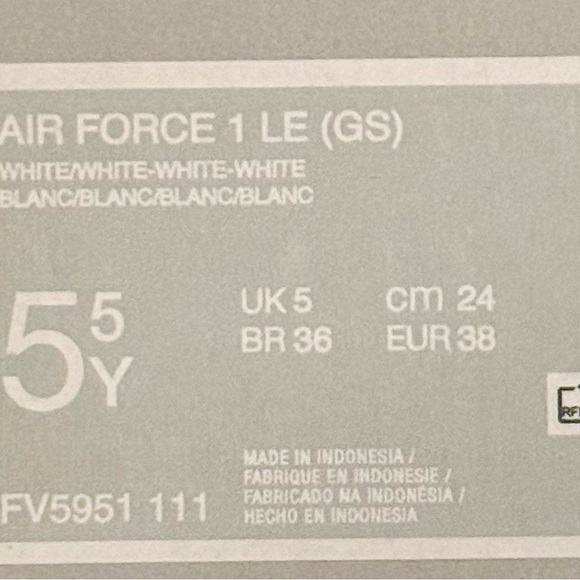 AIR FORCE 1 LE (GS)
WHITE/WHITE-WHITE-WHITE
BLANC/BLANC/BLANC/BLANC
5 5 Y
UK 5 cm 24
BR 36 EUR 38
MADE IN INDONESIA /
FABRIQUE EN INDONESIE /
FABRICADO NA INDONÉSIA /
HECHO EN INDONESIA
FV5951 111